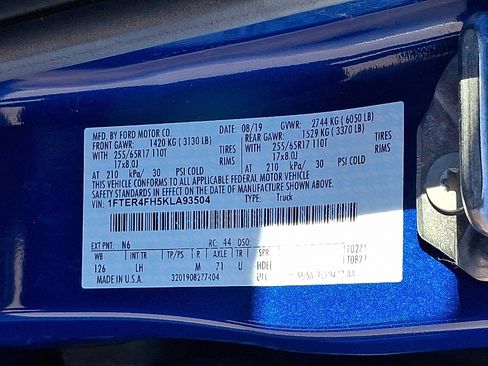 MFD. BY FORD MOTOR CO. DATE: 08/19 GVWR: 2744 KG ( 6050 LB)
FRONT GAWR: 1420 KG ( 3130 LB) REAR GAWR: 1529 KG ( 3370 LB)
WITH 255/65R17 110T TIRES WITH 255/65R17 110T TIRES
17x8.0J RIMS 17x8.0J RIMS
AT 210 kPa/ 30 PSI COLD AT 210 kPa/ 30 PSI COLD
THIS VEHICLE CONFORMS TO ALL APPLICABLE FEDERAL MOTOR VEHICLE
SAFETY STANDARDS IN EFFECT ON THE DATE OF MANUFACTURE SHOWN ABOVE.
VIN: 1FTER4FH5KLA93504 TYPE: Truck
EXT PNT: N6 RC: 44 DSO:
WB INT TR TP/PS R AXLE TR SPR
126 LH M 71 U
MADE IN U.S.A. 3201908277404